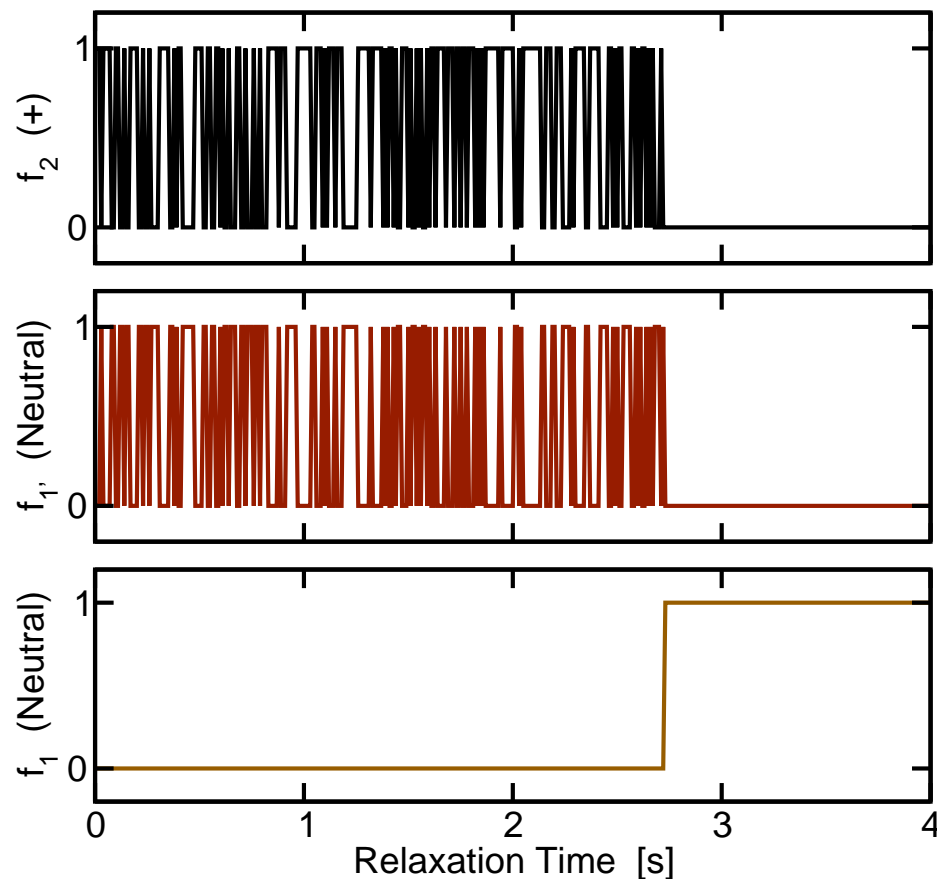 f2 (+)
1
0
f1' (Neutral)
1
0
f1 (Neutral)
1
0
0 1 2 3 4
Relaxation Time [s]